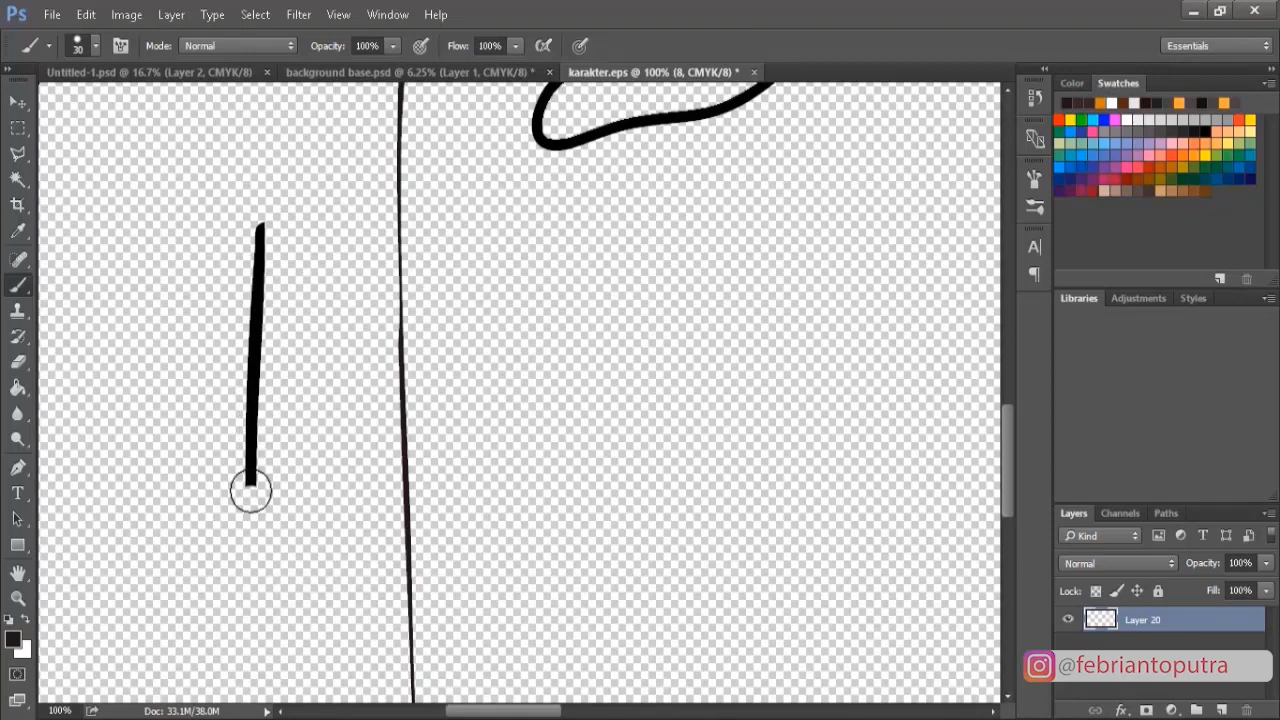 Ps File Edit Image Layer Type Select Filter View Window Help
30 Mode: Normal Opacity: 100% Flow: 100% Essentials
Untitled-1.psd @ 16.7% (Layer 2, CMYK/8) × background base.psd @ 6.25% (Layer 1, CMYK/8) * × karakter.eps @ 100% (8, CMYK/8) * ×
Color Swatches
Libraries Adjustments Styles
Layers Channels Paths
Kind
Normal Opacity: 100%
Lock: Fill: 100%
Layer 20
@febriantoputra
100% Doc: 33.1M/38.0M